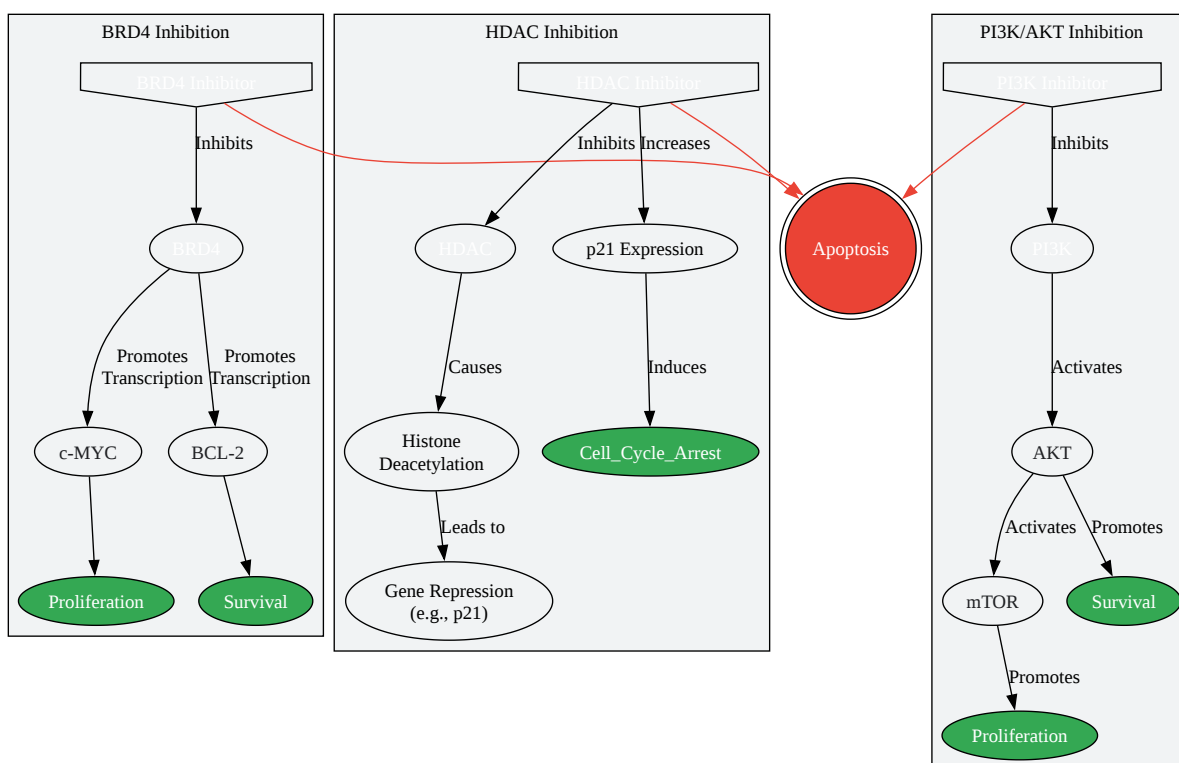 BRD4 Inhibition
BRD4 Inhibitor
Inhibits
BRD4
Promotes
Transcription
Promotes
Transcription
c-MYC
BCL-2
Proliferation
Survival
HDAC Inhibition
HDAC Inhibitor
Inhibits
Increases
HDAC
p21 Expression
Causes
Induces
Histone
Deacetylation
Cell_Cycle_Arrest
Leads to
Gene Repression
(e.g., p21)
Apoptosis
PI3K/AKT Inhibition
PI3K Inhibitor
Inhibits
PI3K
Activates
AKT
Activates
Promotes
mTOR
Survival
Promotes
Proliferation